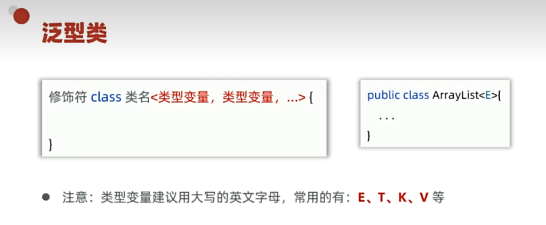 泛型类
修饰符 class 类名<类型变量，类型变量，...> {
}
public class ArrayList<E>{
. . .
}
注意：类型变量建议用大写的英文字母，常用的有：E、T、K、V 等